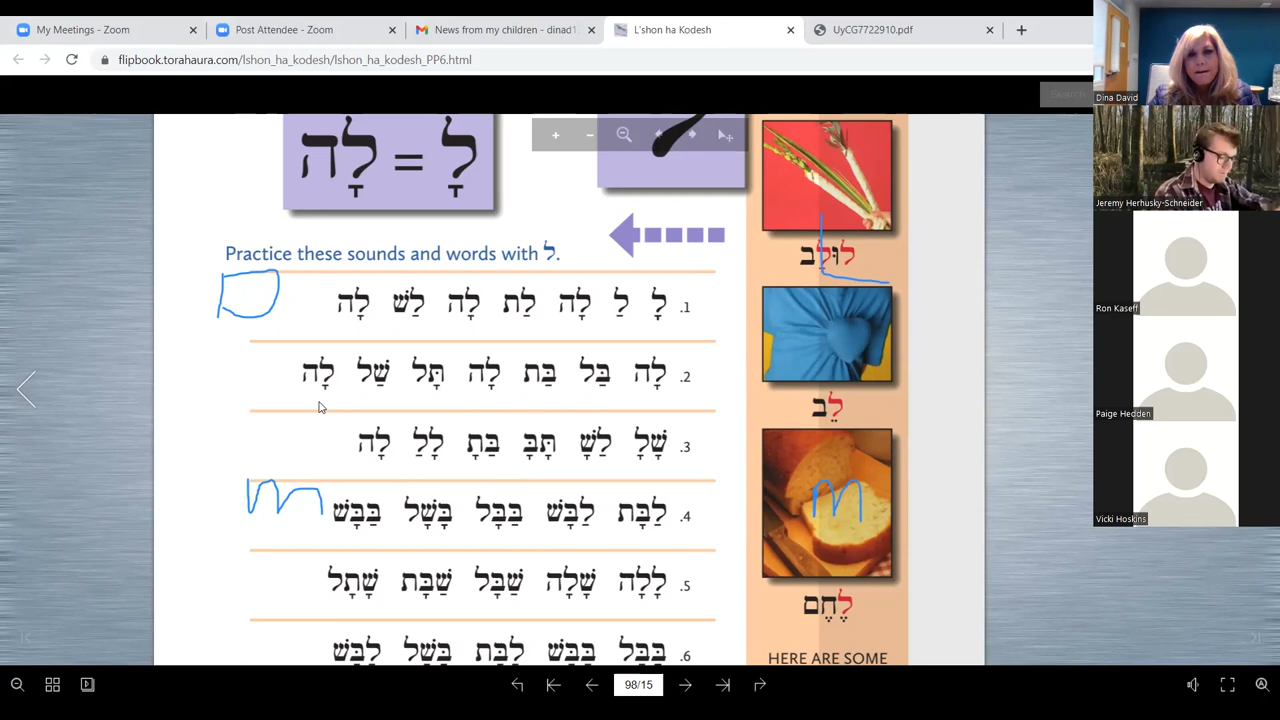 My Meetings - Zoom
Post Attendee - Zoom
News from my children - dinad1
L'shon ha Kodesh
UyCG7722910.pdf
flipbook.torahaura.com/lshon_ha_kodesh/lshon_ha_kodesh_PP6.html
Search
לָ = לָה
Practice these sounds and words with ל.
1. לָ לַ לָה לַת לָה לַשׁ לָה
2. לָה בַּל בַּת לָה תָּל שַׁל לָה
3. שָׁלָ לַשָׁ תָּבָּ בַּתָ לָלַ לָה
4. לַבָּת לַבָּשׁ בַּבָּל בָּשָׁל בַּבָּשׁ
5. לָלָה שָׁלָה שַׁבָּל שַׁבָּת שָׁתָל
6. בַּבָּל בַּבָּשׁ לַבָּת בָּשָׁל לַבָּשׁ
לוּלָב
לֵב
לֶחֶם
HERE ARE SOME
m
m
98/15
Dina David
Jeremy Herhusky-Schneider
Ron Kaseff
Paige Hedden
Vicki Hoskins